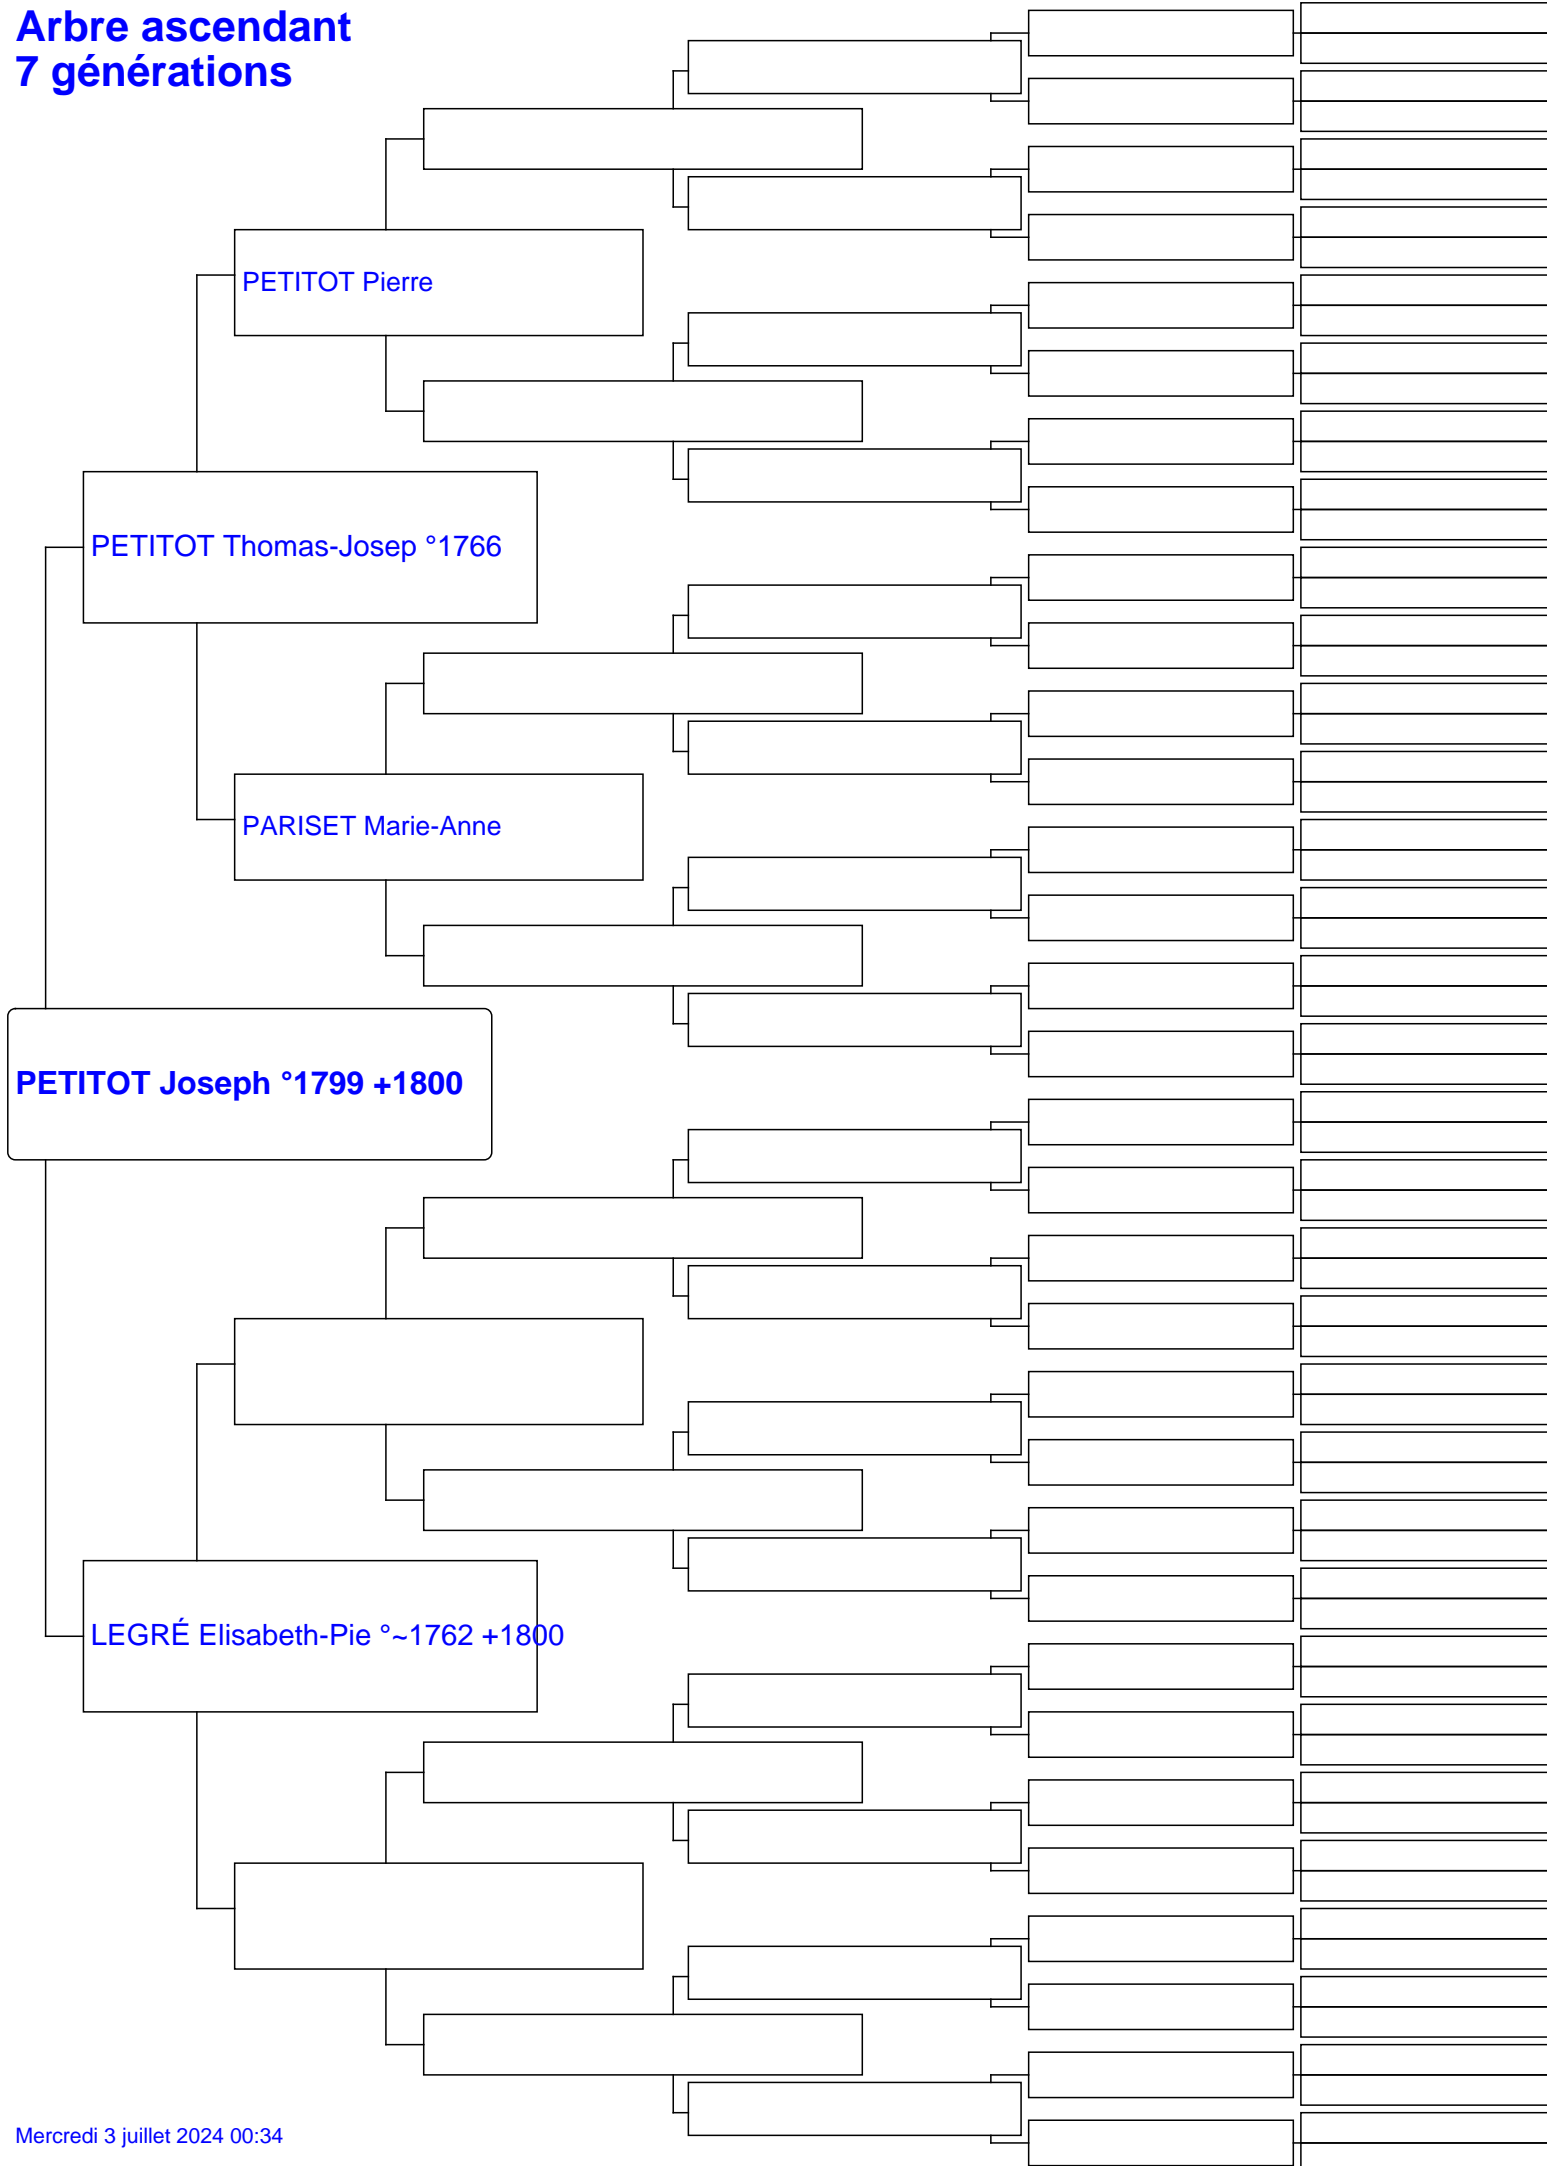 Arbre ascendant
7 générations
PETITOT Pierre
PETITOT Thomas-Josep °1766
PARISET Marie-Anne
PETITOT Joseph °1799 +1800
LEGRÉ Elisabeth-Pie °~1762 +1800
Mercredi 3 juillet 2024 00:34